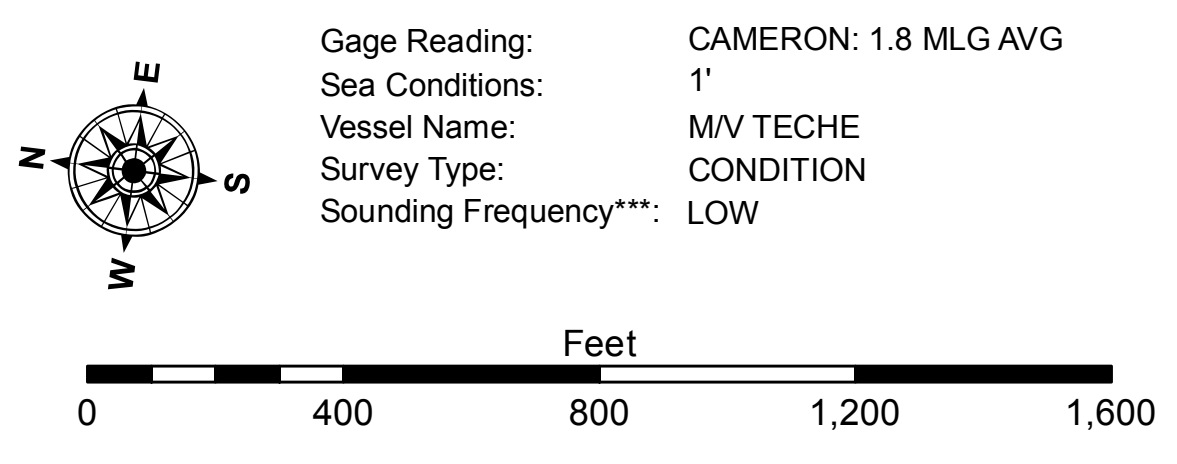 E
N
S
W
Gage Reading: CAMERON: 1.8 MLG AVG
Sea Conditions: 1'
Vessel Name: M/V TECHE
Survey Type: CONDITION
Sounding Frequency***: LOW
Feet
0 400 800 1,200 1,600